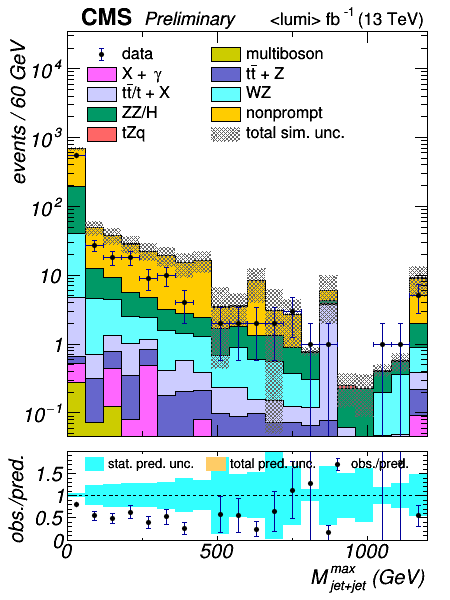 CMS Preliminary <lumi> fb⁻¹ (13 TeV)
events / 60 GeV
10⁴
10³
10²
10
1
10⁻¹
data
multiboson
X + γ
tt̄ + Z
tt̄/t + X
WZ
ZZ/H
nonprompt
tZq
total sim. unc.
obs./pred.
1.5
1
0.5
0
stat. pred. unc.
total pred. unc.
obs./pred.
0 500 1000
M^max_jet+jet (GeV)